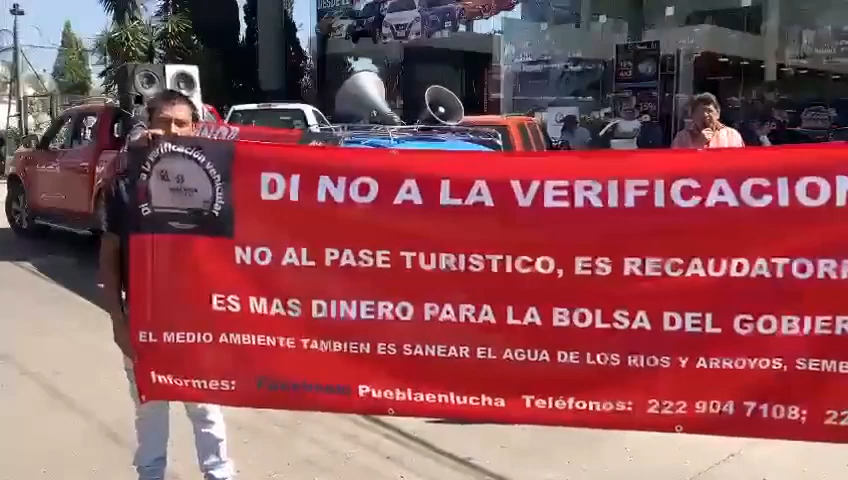 DI NO A LA VERIFICACION
NO AL PASE TURISTICO, ES RECAUDATORI
ES MAS DINERO PARA LA BOLSA DEL GOBIER
EL MEDIO AMBIENTE TAMBIEN ES SANEAR EL AGUA DE LOS RIOS Y ARROYOS, SEMB
Informes: Facebook Pueblaenlucha Teléfonos: 222 904 7108; 22
Di a la verificación vehicular